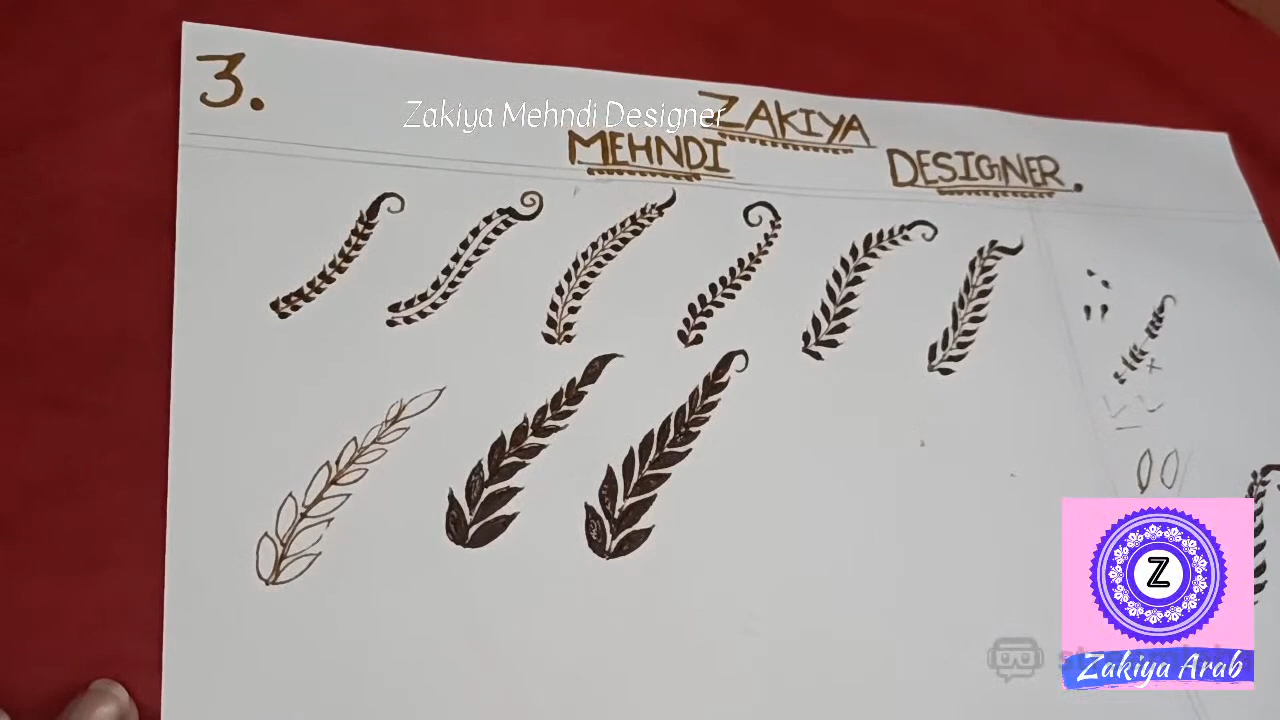 3.
Zakiya Mehndi Designer
ZAKIYA
MEHNDI
DESIGNER.
Z
Zakiya Arab